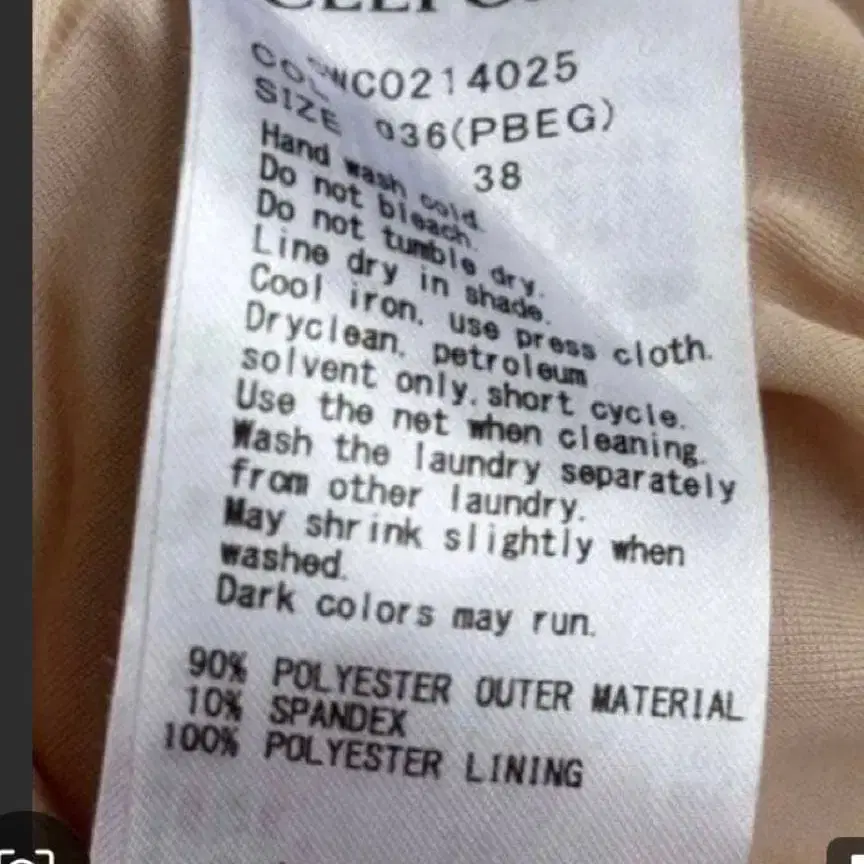 CWC0214025
COL 036(PBEG)
SIZE 38
Hand wash cold.
Do not bleach.
Do not tumble dry.
Line dry in shade.
Cool iron. use press cloth.
Dryclean. petroleum
solvent only. short cycle.
Use the net when cleaning.
Wash the laundry separately
from other laundry.
May shrink slightly when
washed.
Dark colors may run.
90% POLYESTER OUTER MATERIAL
10% SPANDEX
100% POLYESTER LINING